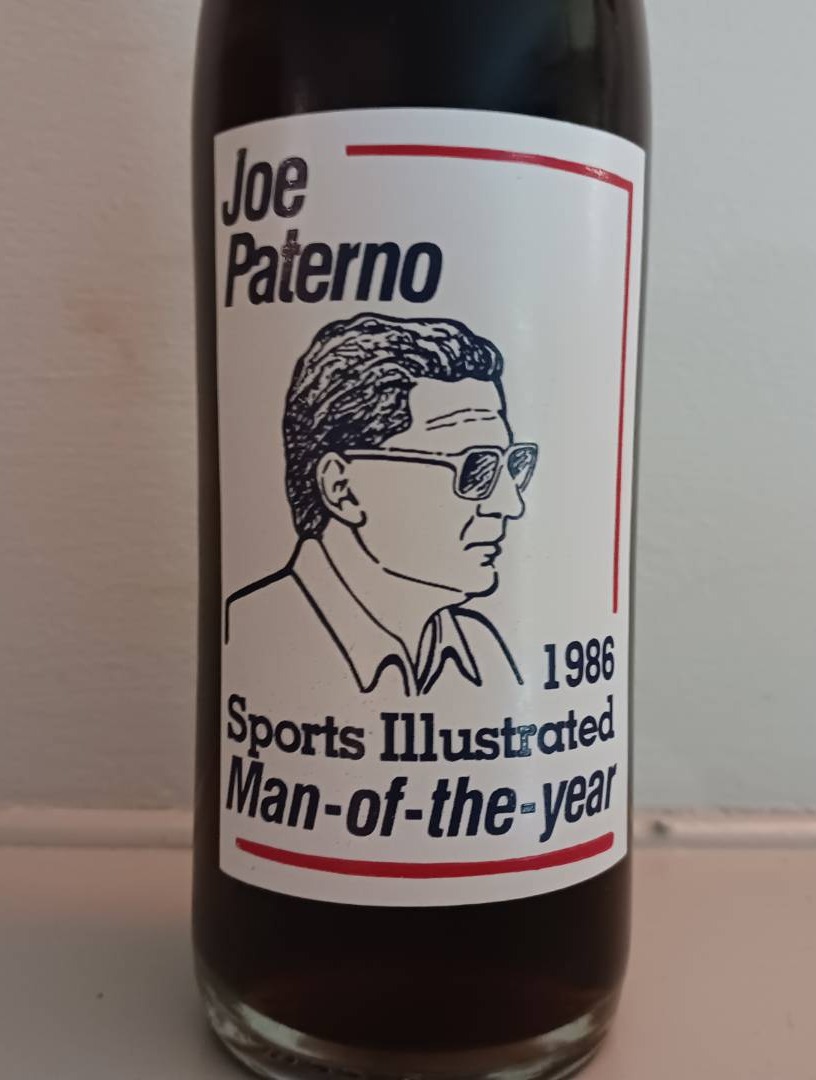 Joe
Paterno
1986
Sports Illustrated
Man-of-the-year